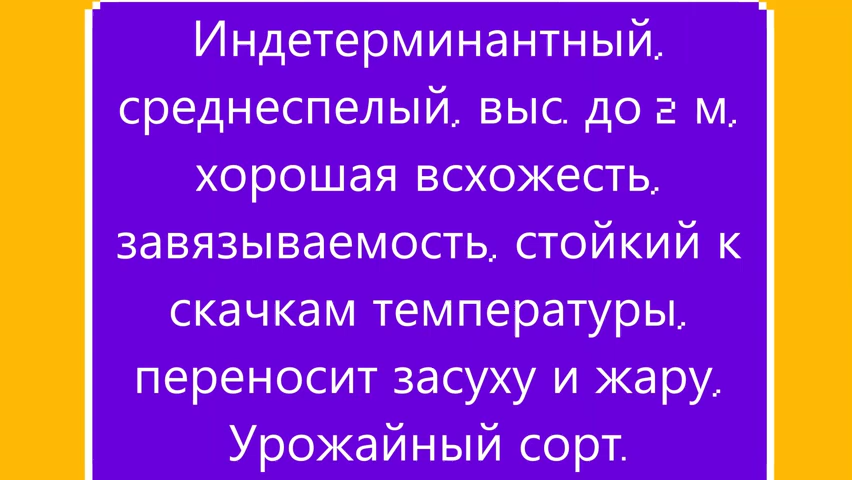 Индетерминантный,
среднеспелый, выс. до 2 м,
хорошая всхожесть,
завязываемость, стойкий к
скачкам температуры,
переносит засуху и жару,
Урожайный сорт.